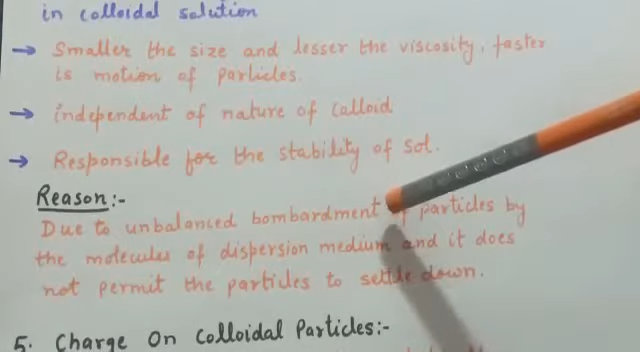 in colloidal solution
→ Smaller the size and lesser the viscosity, faster
is motion of particles.
→ independent of nature of colloid
→ Responsible for the stability of sol.
Reason:-
Due to unbalanced bombardment of particles by
the molecules of dispersion medium and it does
not permit the particles to settle down.
5. Charge On Colloidal Particles:-